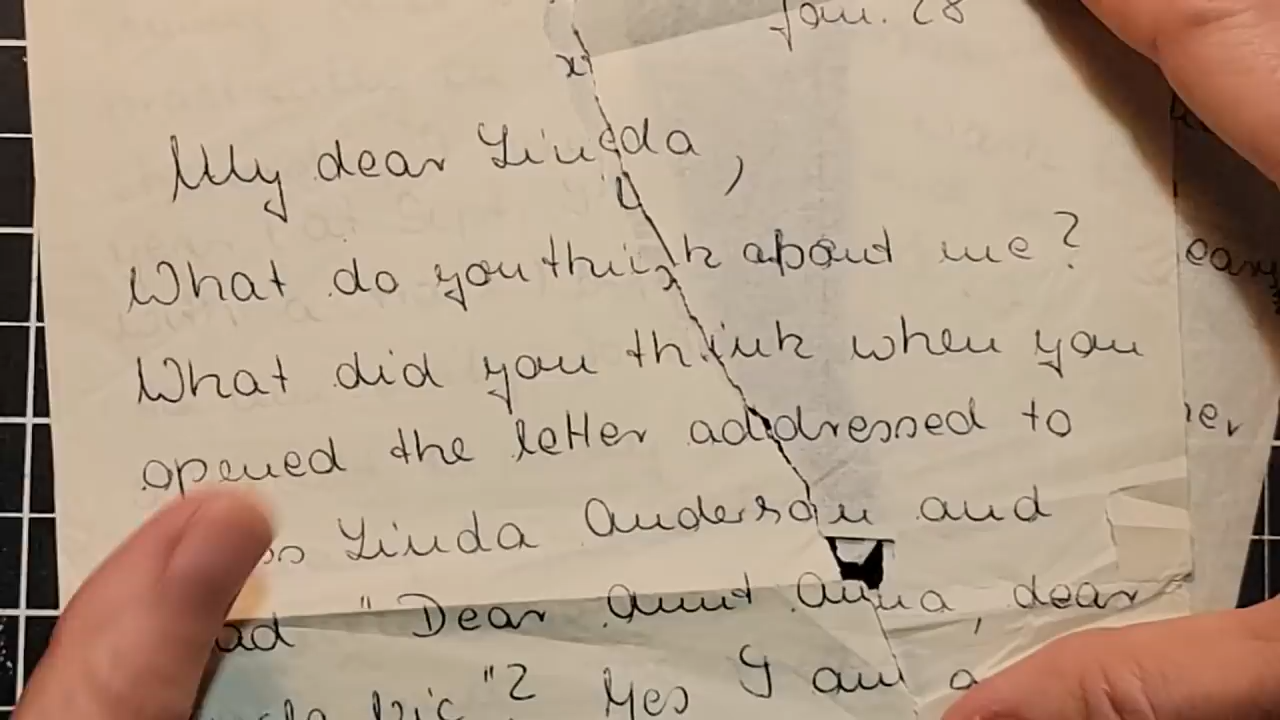 Jan. 28
My dear Linda,
What do you think about me?
What did you think when you
opened the letter addressed to
Linda Anderson and
"Dear Aunt Anna, dear
"? Yes I am a